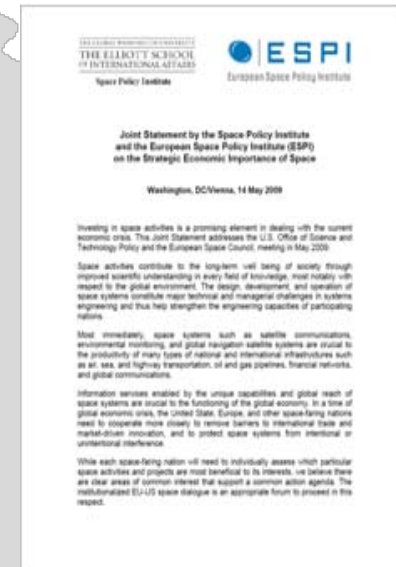 THE GEORGE WASHINGTON UNIVERSITY
THE ELLIOTT SCHOOL
OF INTERNATIONAL AFFAIRS
Space Policy Institute
ESPI
European Space Policy Institute
Joint Statement by the Space Policy Institute
and the European Space Policy Institute (ESPI)
on the Strategic Economic Importance of Space
Washington, DC/Vienna, 14 May 2009
Investing in space activities is a promising element in dealing with the current
economic crisis. This Joint Statement addresses the U.S. Office of Science and
Technology Policy and the European Space Council, meeting in May 2009.
Space activities contribute to the long-term well being of society through
improved scientific understanding in every field of knowledge, most notably with
respect to the global environment. The design, development, and operation of
space systems constitute major technical and managerial challenges in systems
engineering and thus help strengthen the engineering capacities of participating
nations.
Most immediately, space systems such as satellite communications,
environmental monitoring, and global navigation satellite systems are crucial to
the productivity of many types of national and international infrastructures such
as air, sea, and highway transportation, oil and gas pipelines, financial networks,
and global communications.
Information services enabled by the unique capabilities and global reach of
space systems are crucial to the functioning of the global economy. In a time of
global economic crisis, the United State, Europe, and other space-faring nations
need to cooperate more closely to remove barriers to international trade and
market-driven innovation, and to protect space systems from intentional or
unintentional interference.
While each space-faring nation will need to individually assess which particular
space activities and projects are most beneficial to its interests, we believe there
are clear areas of common interest that support a common action agenda. The
institutionalized EU-US space dialogue is an appropriate forum to proceed in this
respect.